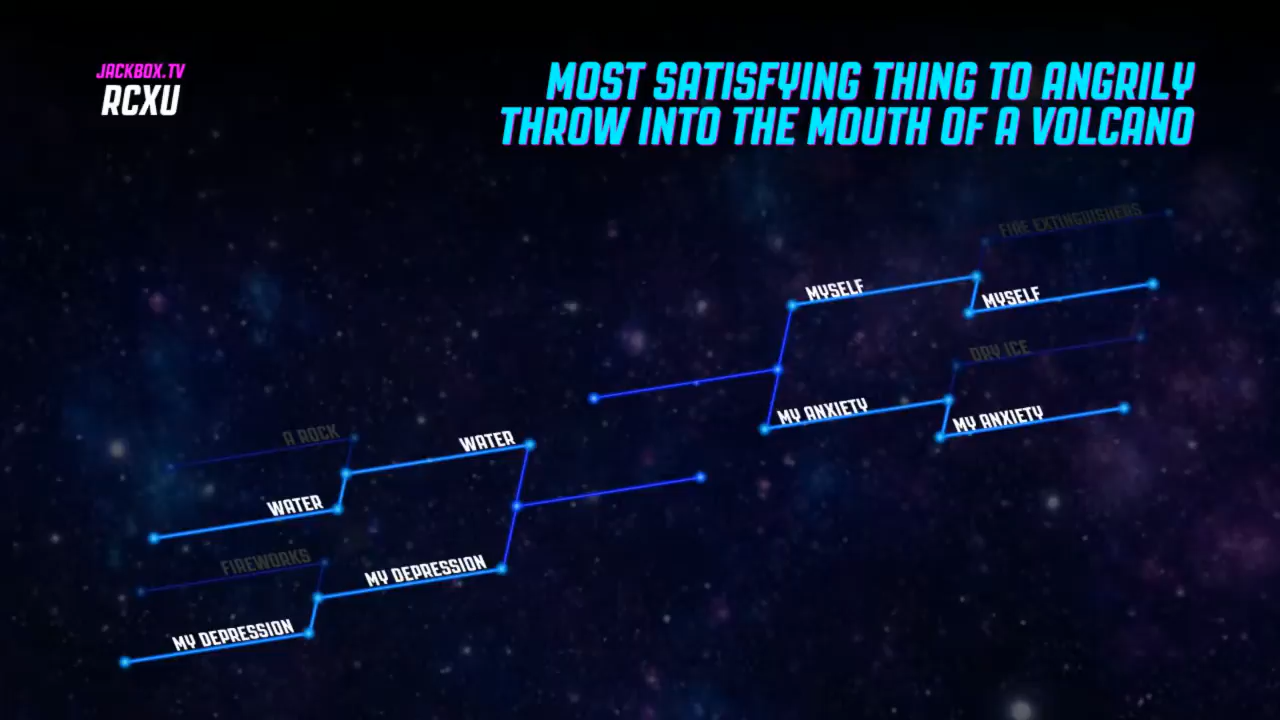 JACKBOX.TV
RCXU
MOST SATISFYING THING TO ANGRILY
THROW INTO THE MOUTH OF A VOLCANO
A ROCK
WATER
WATER
FIREWORKS
MY DEPRESSION
MY DEPRESSION
FIRE EXTINGUISHERS
MYSELF
MYSELF
DRY ICE
MY ANXIETY
MY ANXIETY